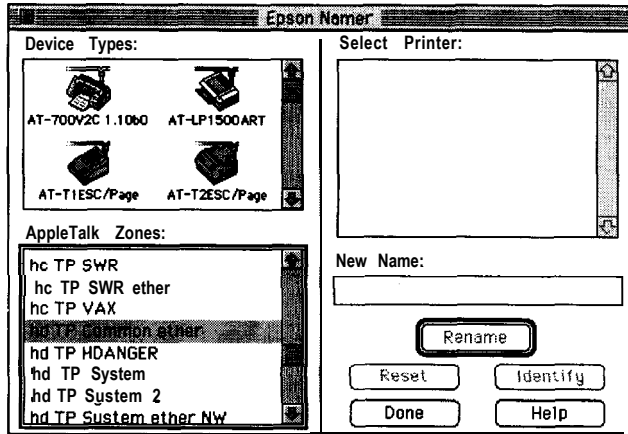 Epson Namer
Device Types:
AT-700V2C 1.10b0
AT-LP1500ART
AT-T1ESC/Page
AT-T2ESC/Page
AppleTalk Zones:
hc TP SWR
hc TP SWR ether
hc TP VAX
hd TP Common ether
hd TP HDANGER
hd TP System
hd TP System 2
hd TP System ether NW
Select Printer:
New Name:
Rename
Reset
Identify
Done
Help